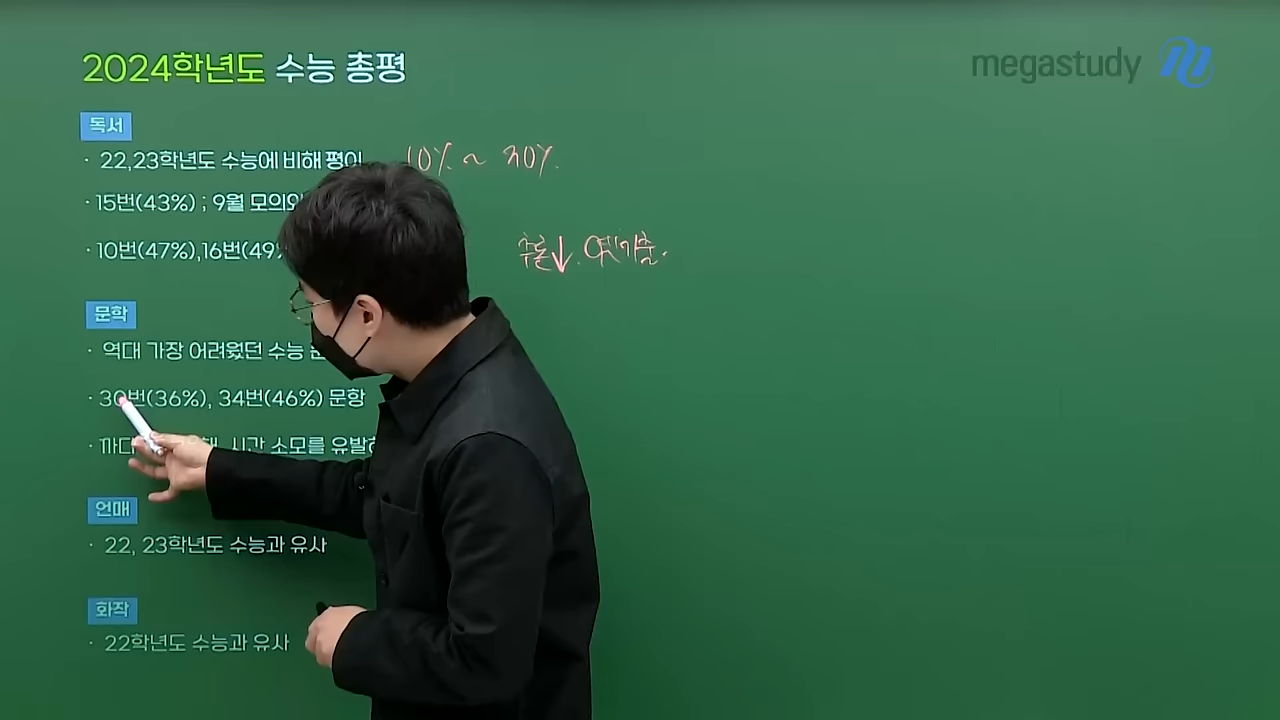 2024학년도 수능 총평
megastudy
독서
· 22,23학년도 수능에 비해 평이
10% ~ 30%.
· 15번(43%) ; 9월 모의
· 10번(47%),16번(49
추론↓.
문학
· 역대 가장 어려웠던 수능
· 30번(36%), 34번(46%) 문항
시간 소모를
언매
· 22, 23학년도 수능과 유사
화작
· 22학년도 수능과 유사